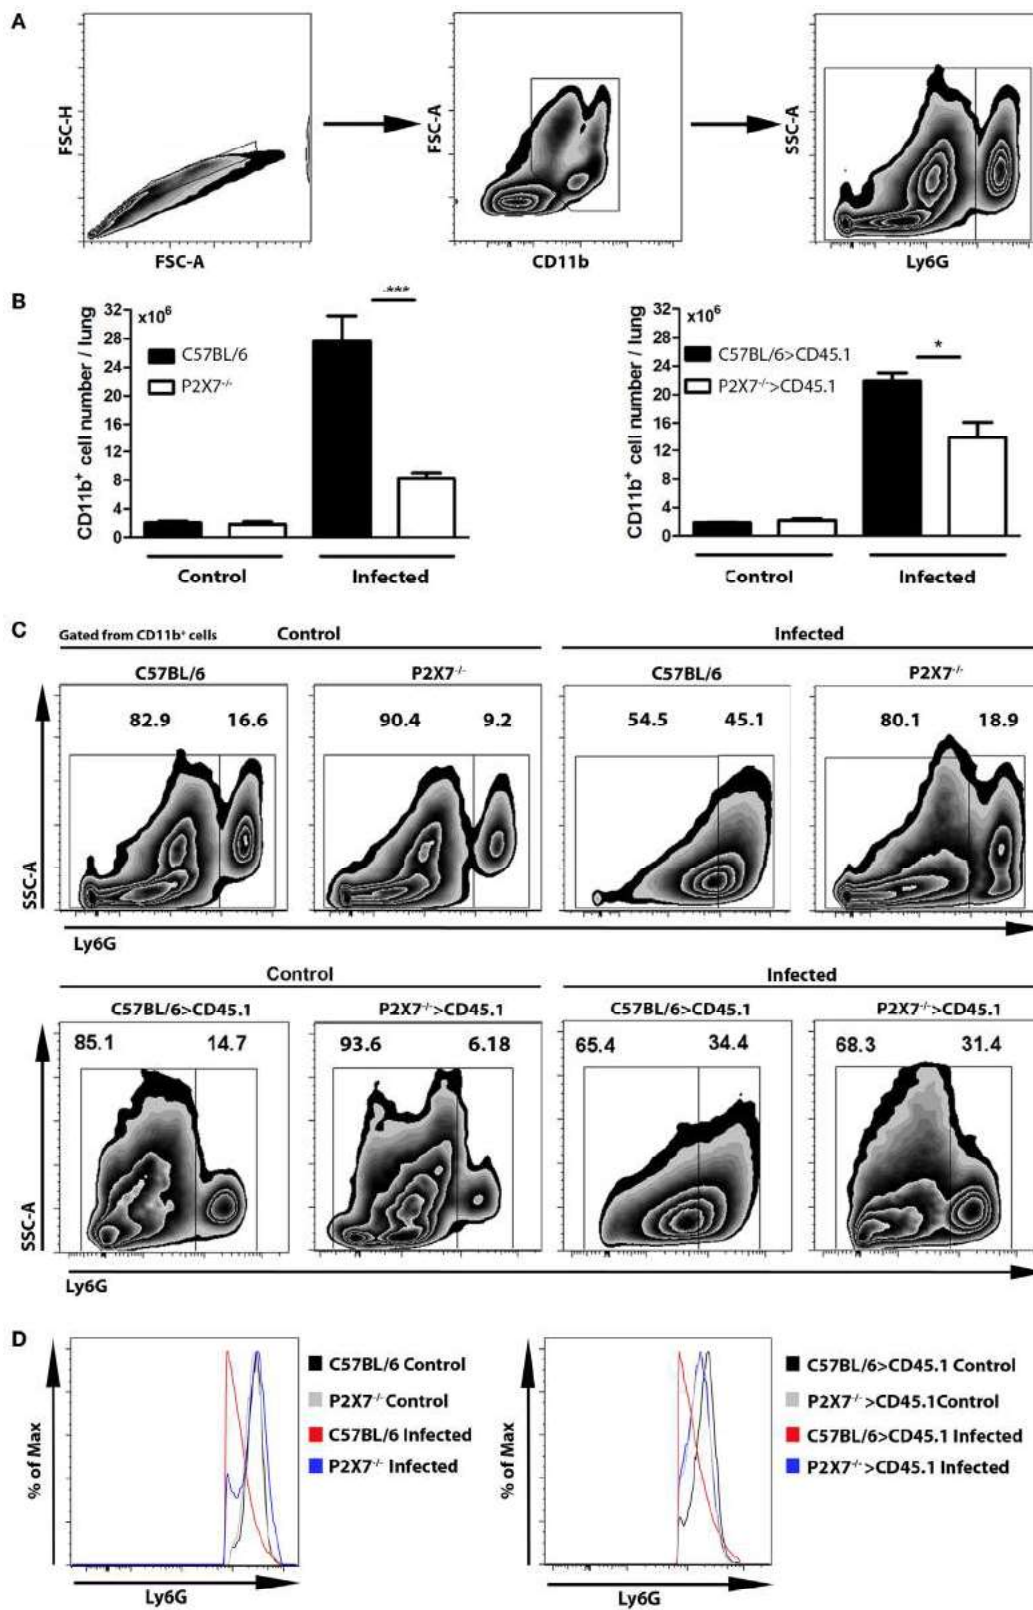 A
FSC-H
FSC-A
FSC-A
CD11b
SSC-A
Ly6G
B
CD11b⁺ cell number / lung
32
28
24
20
16
12
8
4
0
x10⁶
C57BL/6
P2X7⁻/⁻
***
Control
Infected
CD11b⁺ cell number / lung
32
28
24
20
16
12
8
4
0
x10⁶
C57BL/6>CD45.1
P2X7⁻/⁻>CD45.1
*
Control
Infected
C
Gated from CD11b⁺ cells
Control
Infected
C57BL/6
P2X7⁻/⁻
C57BL/6
P2X7⁻/⁻
82.9 16.6
90.4 9.2
54.5 45.1
80.1 18.9
SSC-A
Ly6G
Control
Infected
C57BL/6>CD45.1
P2X7⁻/⁻>CD45.1
C57BL/6>CD45.1
P2X7⁻/⁻>CD45.1
85.1 14.7
93.6 6.18
65.4 34.4
68.3 31.4
SSC-A
Ly6G
D
% of Max
Ly6G
C57BL/6 Control
P2X7⁻/⁻ Control
C57BL/6 Infected
P2X7⁻/⁻ Infected
% of Max
Ly6G
C57BL/6>CD45.1 Control
P2X7⁻/⁻>CD45.1Control
C57BL/6>CD45.1 Infected
P2X7⁻/⁻>CD45.1 Infected